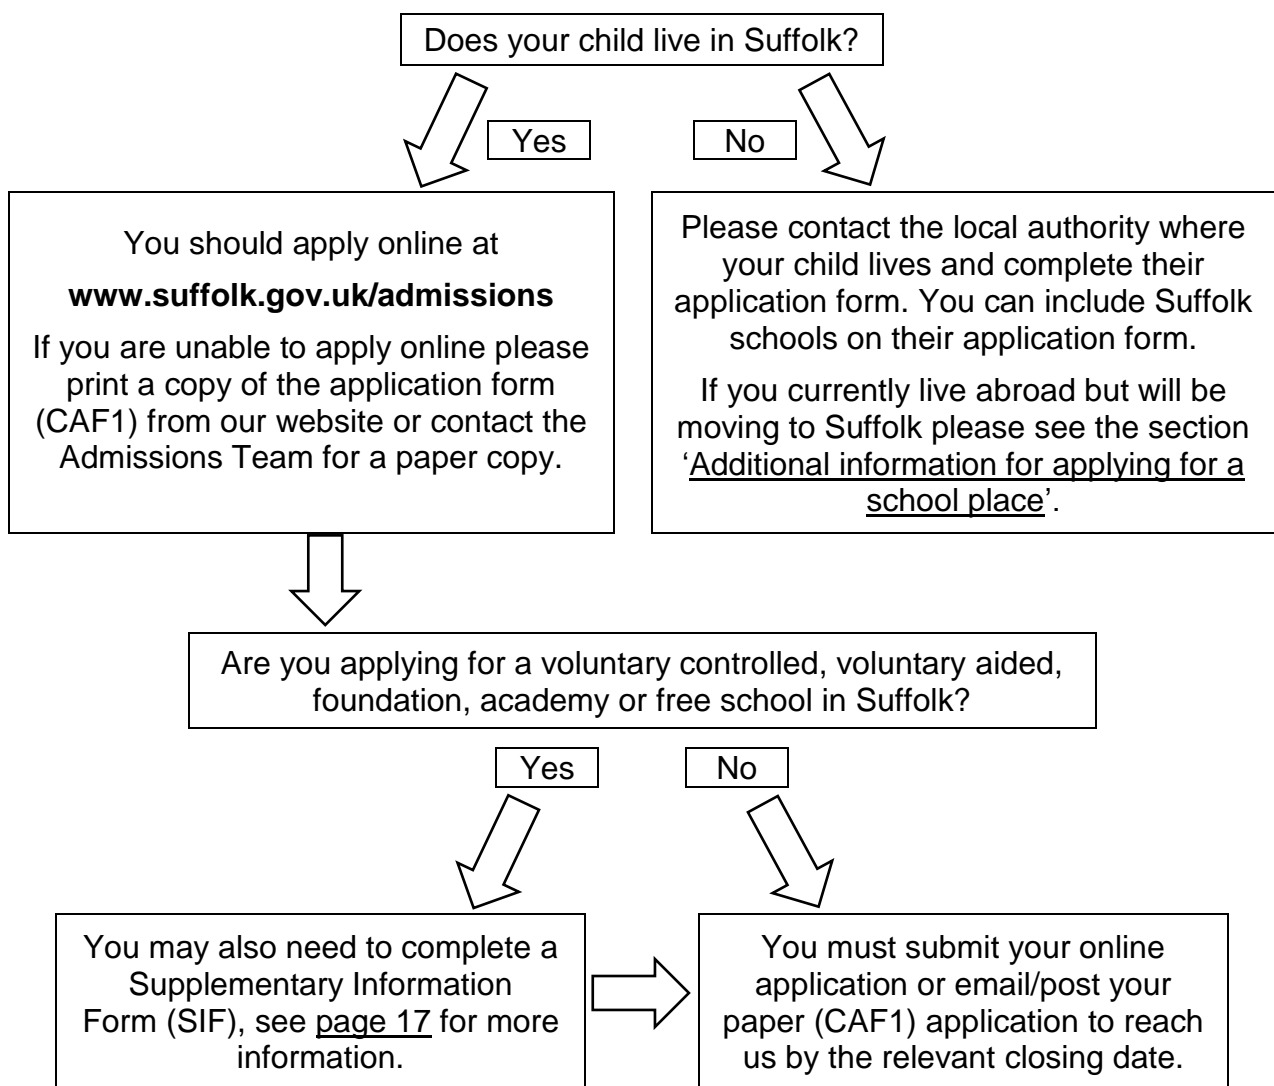 Does your child live in Suffolk?
Yes
No
You should apply online at
www.suffolk.gov.uk/admissions
If you are unable to apply online please
print a copy of the application form
(CAF1) from our website or contact the
Admissions Team for a paper copy.
Please contact the local authority where
your child lives and complete their
application form. You can include Suffolk
schools on their application form.
If you currently live abroad but will be
moving to Suffolk please see the section
‘Additional information for applying for a
school place’.
Are you applying for a voluntary controlled, voluntary aided,
foundation, academy or free school in Suffolk?
Yes
No
You may also need to complete a
Supplementary Information
Form (SIF), see page 17 for more
information.
You must submit your online
application or email/post your
paper (CAF1) application to reach
us by the relevant closing date.